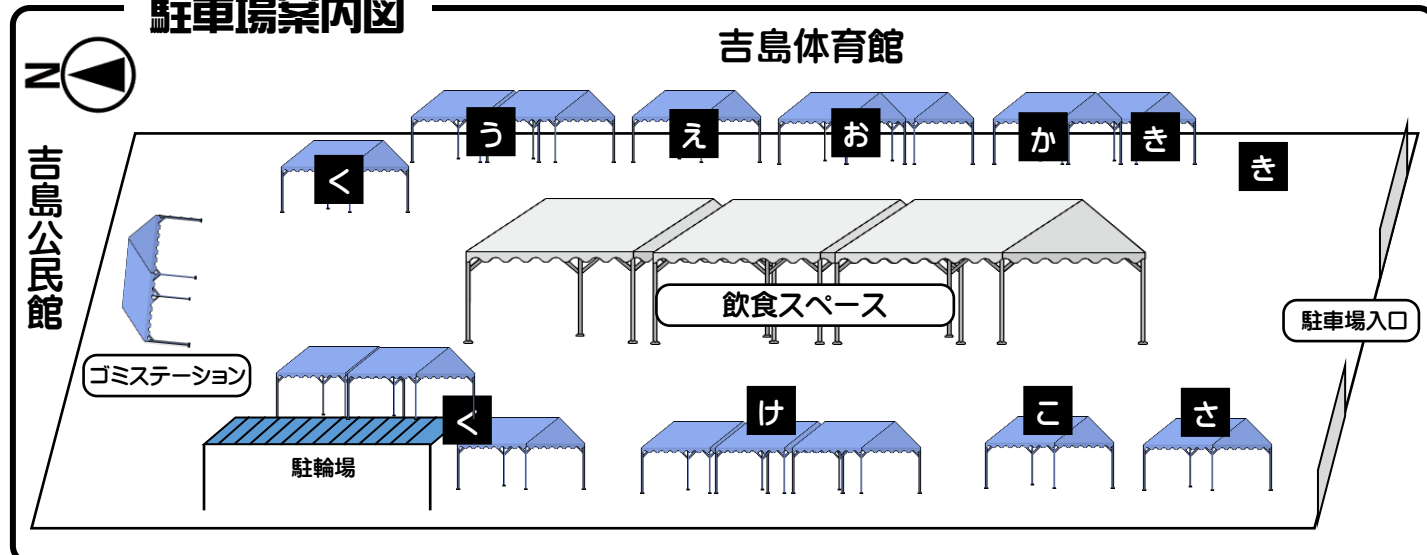 駐車場案内図
N
吉島体育館
う
え
お
か
き
き
く
吉島公民館
飲食スペース
駐車場入口
ゴミステーション
く
け
こ
さ
駐輪場